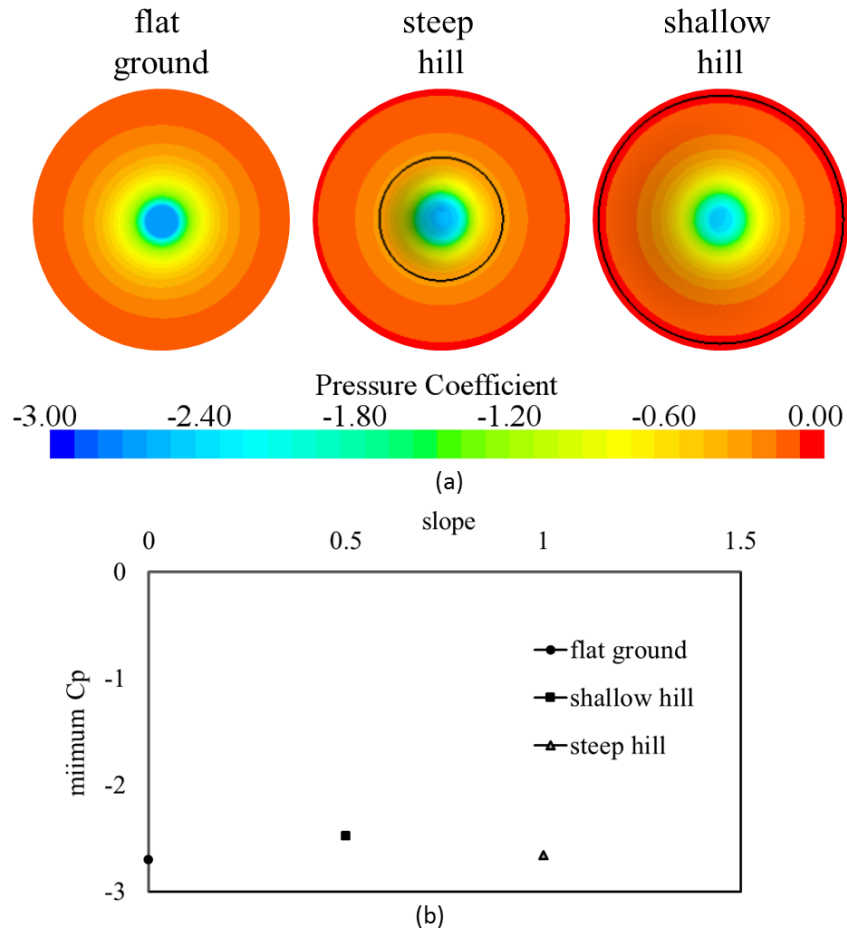 flat steep shallow
ground hill hill
Pressure Coefficient
-3.00 -2.40 -1.80 -1.20 -0.60 0.00
(a)
slope
0 0.5 1 1.5
0
-1
-2
-3
miimum Cp
flat ground
shallow hill
steep hill
(b)